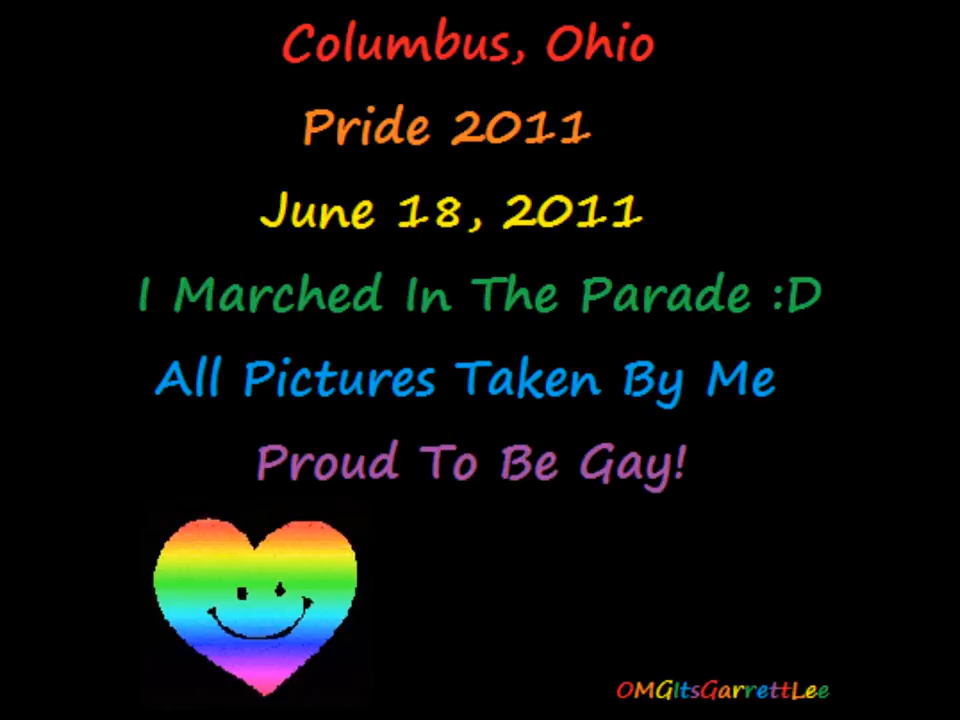 Columbus, Ohio
Pride 2011
June 18, 2011
I Marched In The Parade :D
All Pictures Taken By Me
Proud To Be Gay!
OMGItsGarrettLee